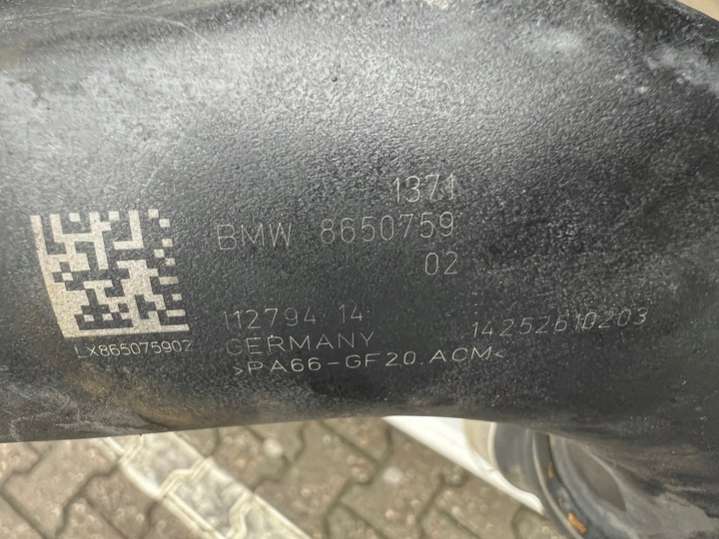 1371
BMW 8650759
02
112794 14
14252610203
LX865075902
GERMANY
>PA66-GF20.ACM<